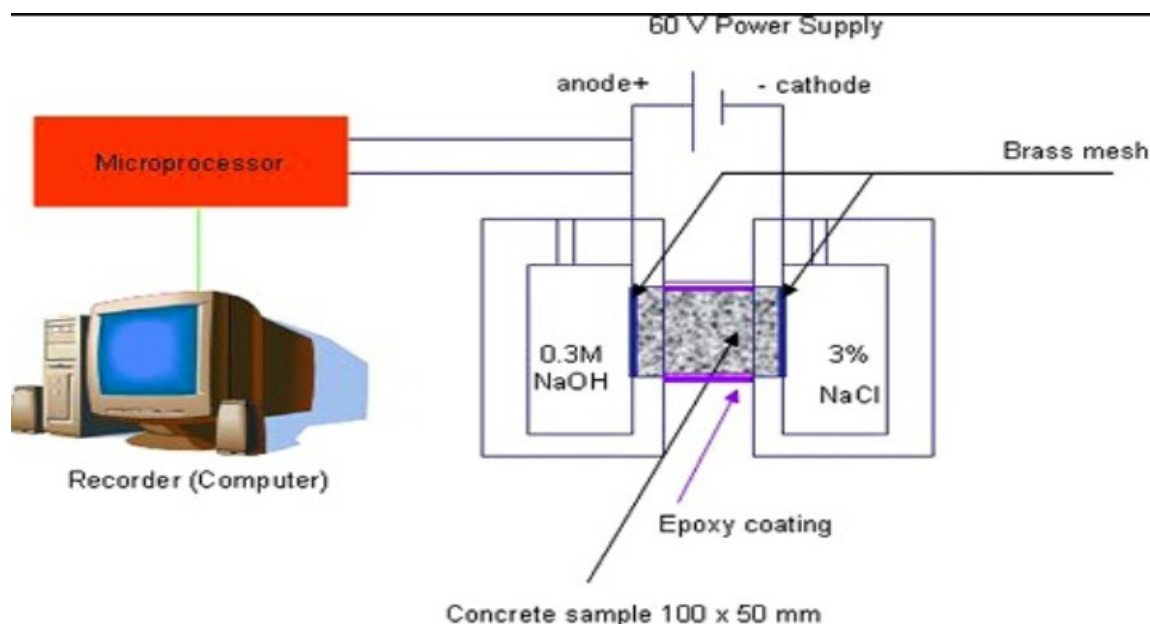 60 V Power Supply
anode+
- cathode
Microprocessor
Brass mesh
0.3M
NaOH
3%
NaCl
Recorder (Computer)
Epoxy coating
Concrete sample 100 x 50 mm